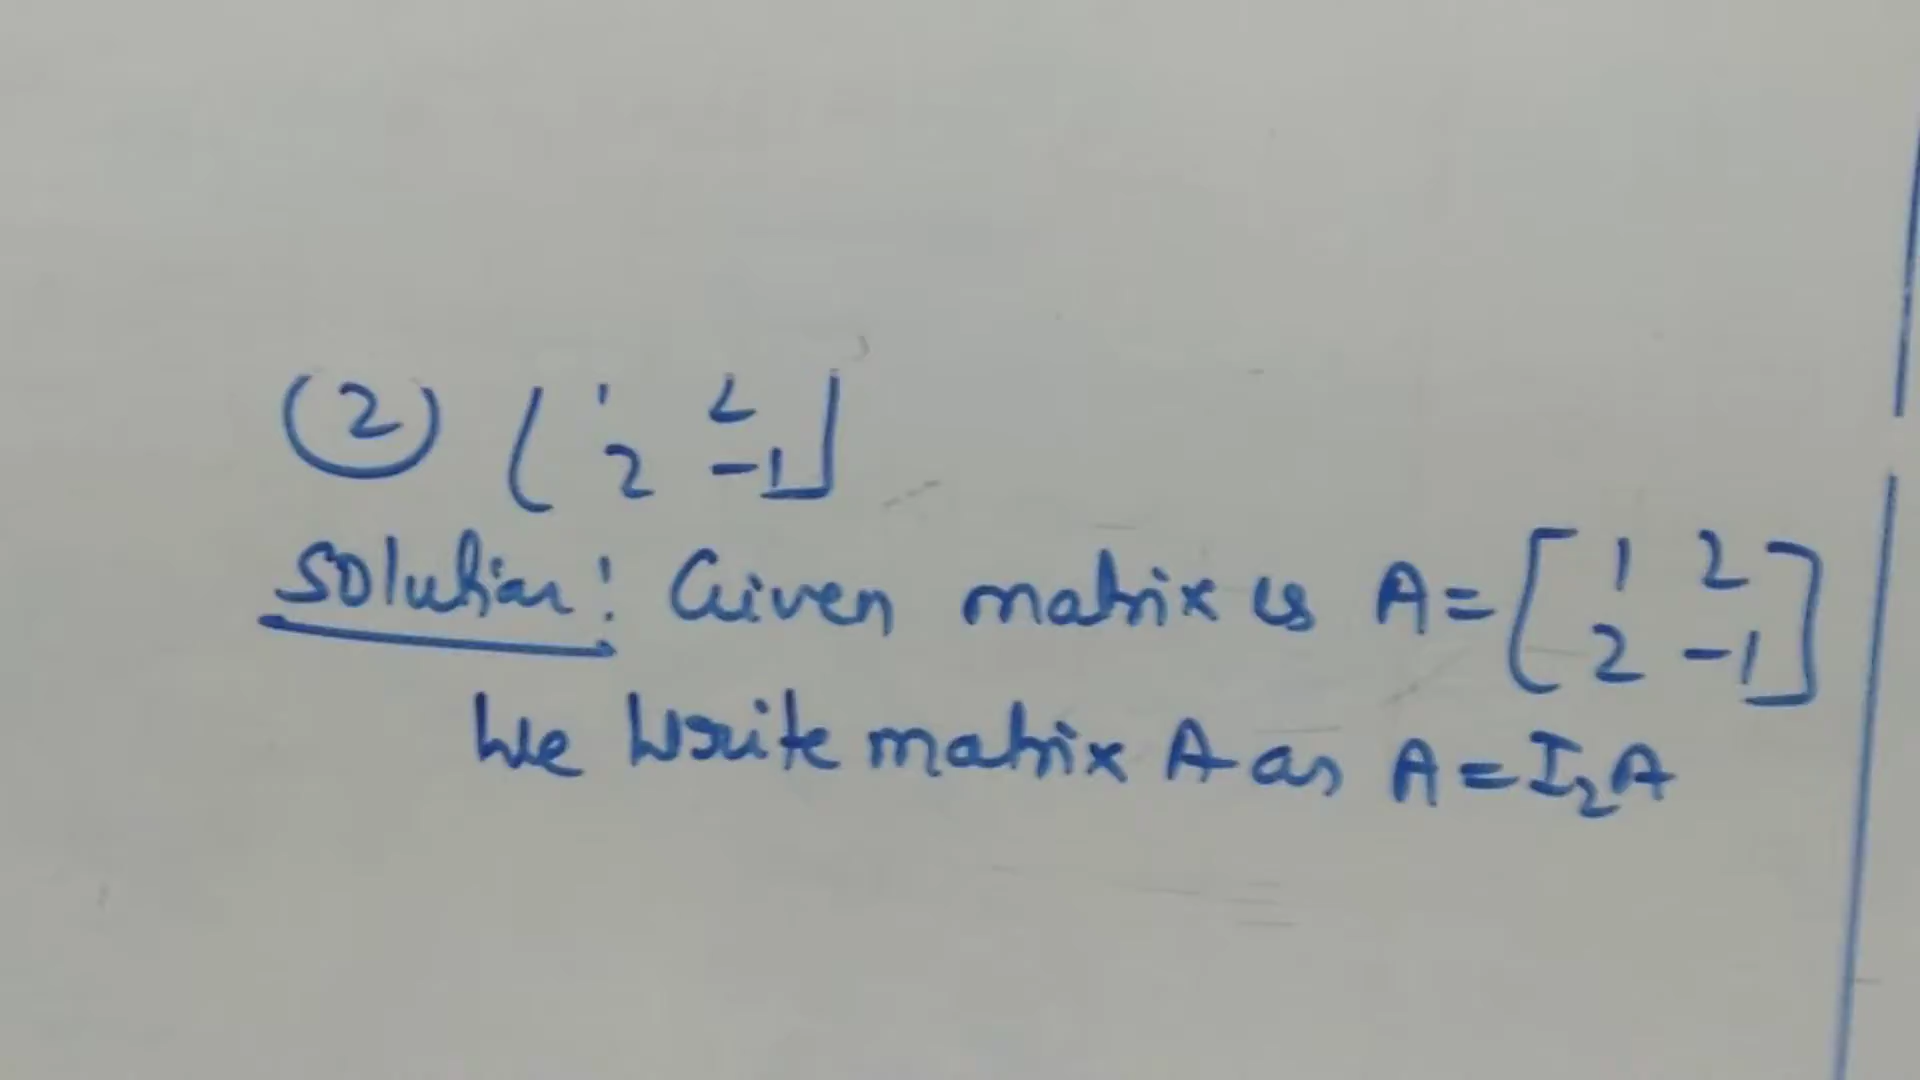 (2) [1 2
2 -1]
Solution: Given matrix is A = [1 2
2 -1]
We Write matrix A as A = I₂A